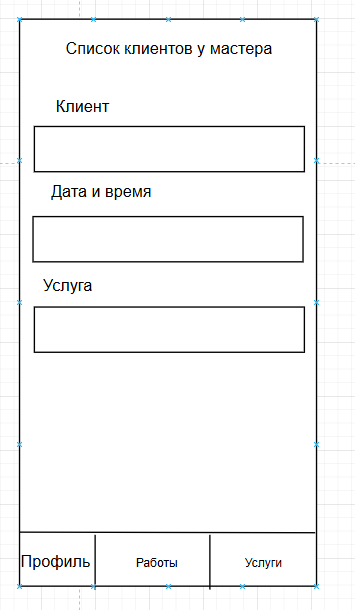 Список клиентов у мастера
Клиент
Дата и время
Услуга
Профиль
Работы
Услуги